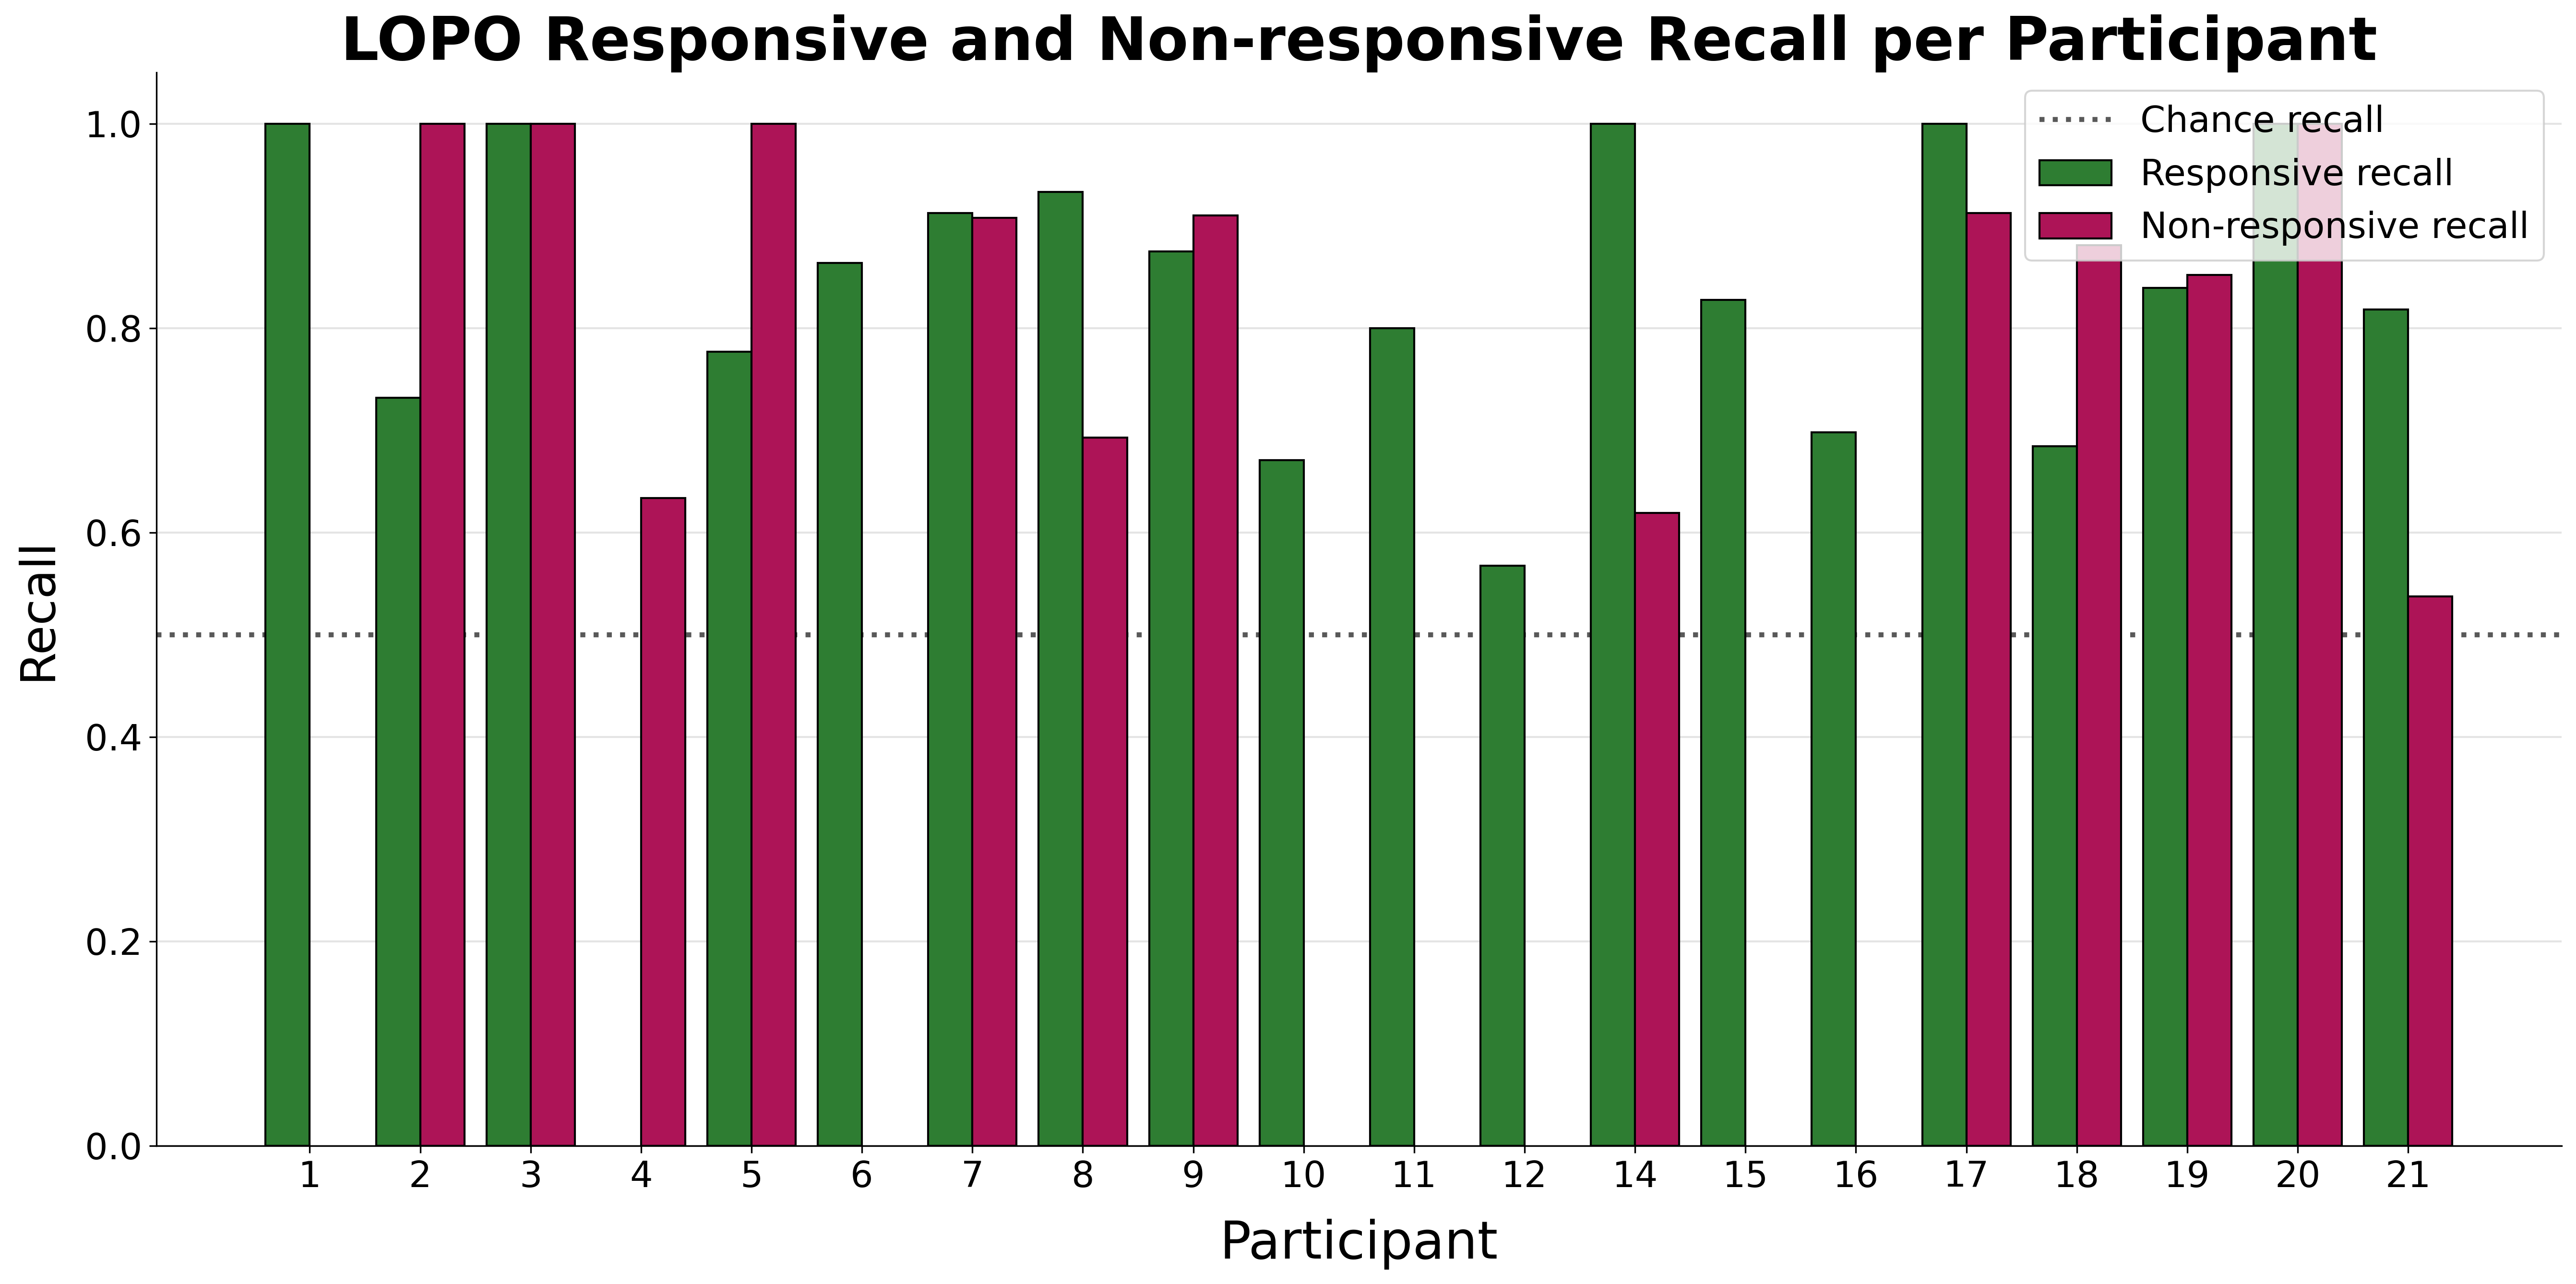 LOPO Responsive and Non-responsive Recall per Participant
Chance recall
Responsive recall
Non-responsive recall
1.0
0.8
0.6
0.4
0.2
0.0
Recall
1 2 3 4 5 6 7 8 9 10 11 12 14 15 16 17 18 19 20 21
Participant